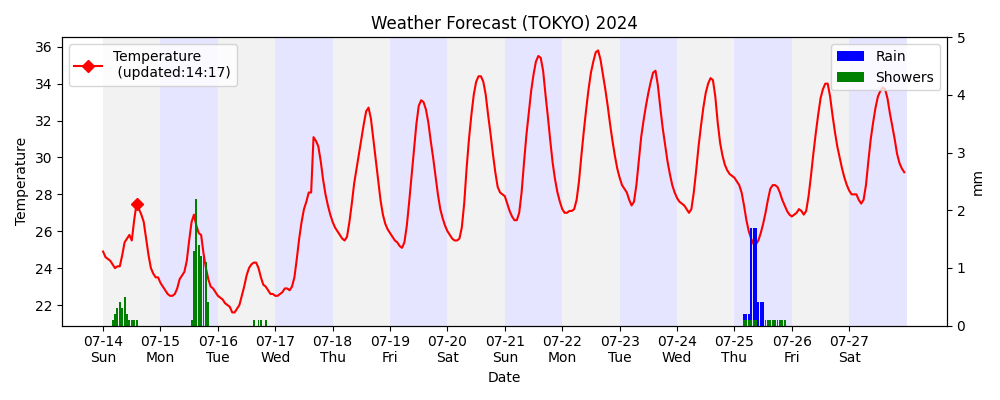 Weather Forecast (TOKYO) 2024
Temperature
(updated:14:17)
Rain
Showers
Temperature
36
34
32
30
28
26
24
22
5
4
3
2
1
0
mm
07-14 07-15 07-16 07-17 07-18 07-19 07-20 07-21 07-22 07-23 07-24 07-25 07-26 07-27
Sun Mon Tue Wed Thu Fri Sat Sun Mon Tue Wed Thu Fri Sat
Date